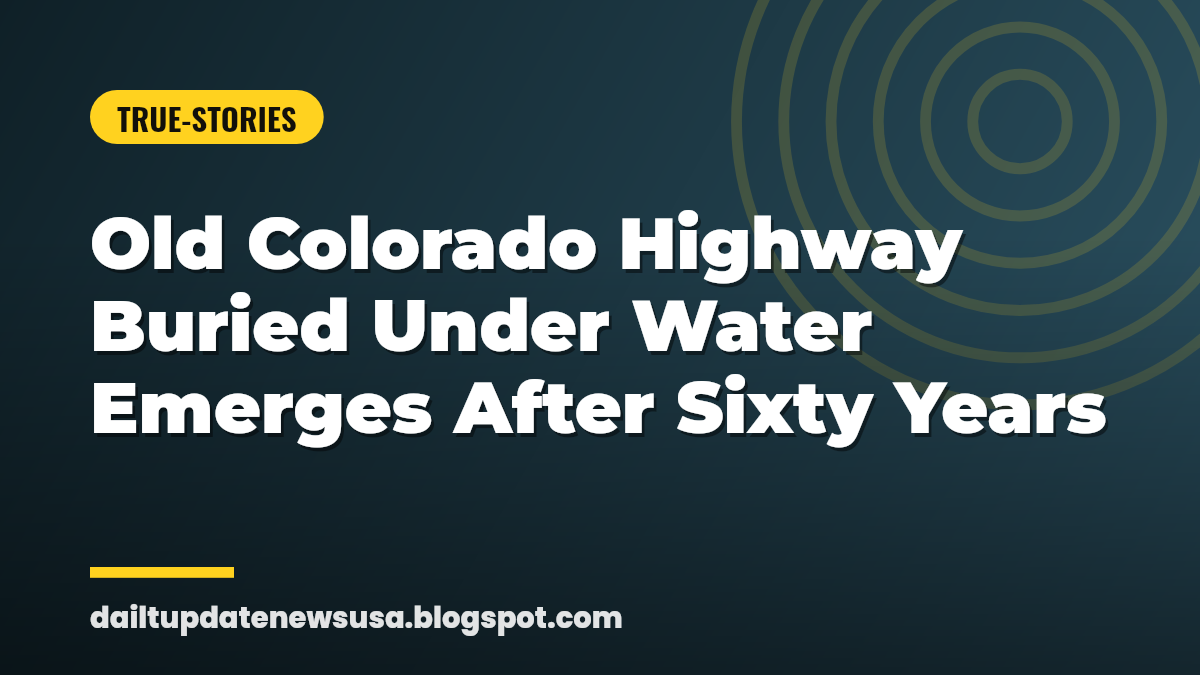 TRUE-STORIES
Old Colorado Highway
Buried Under Water
Emerges After Sixty Years
dailtupdatenewsusa.blogspot.com